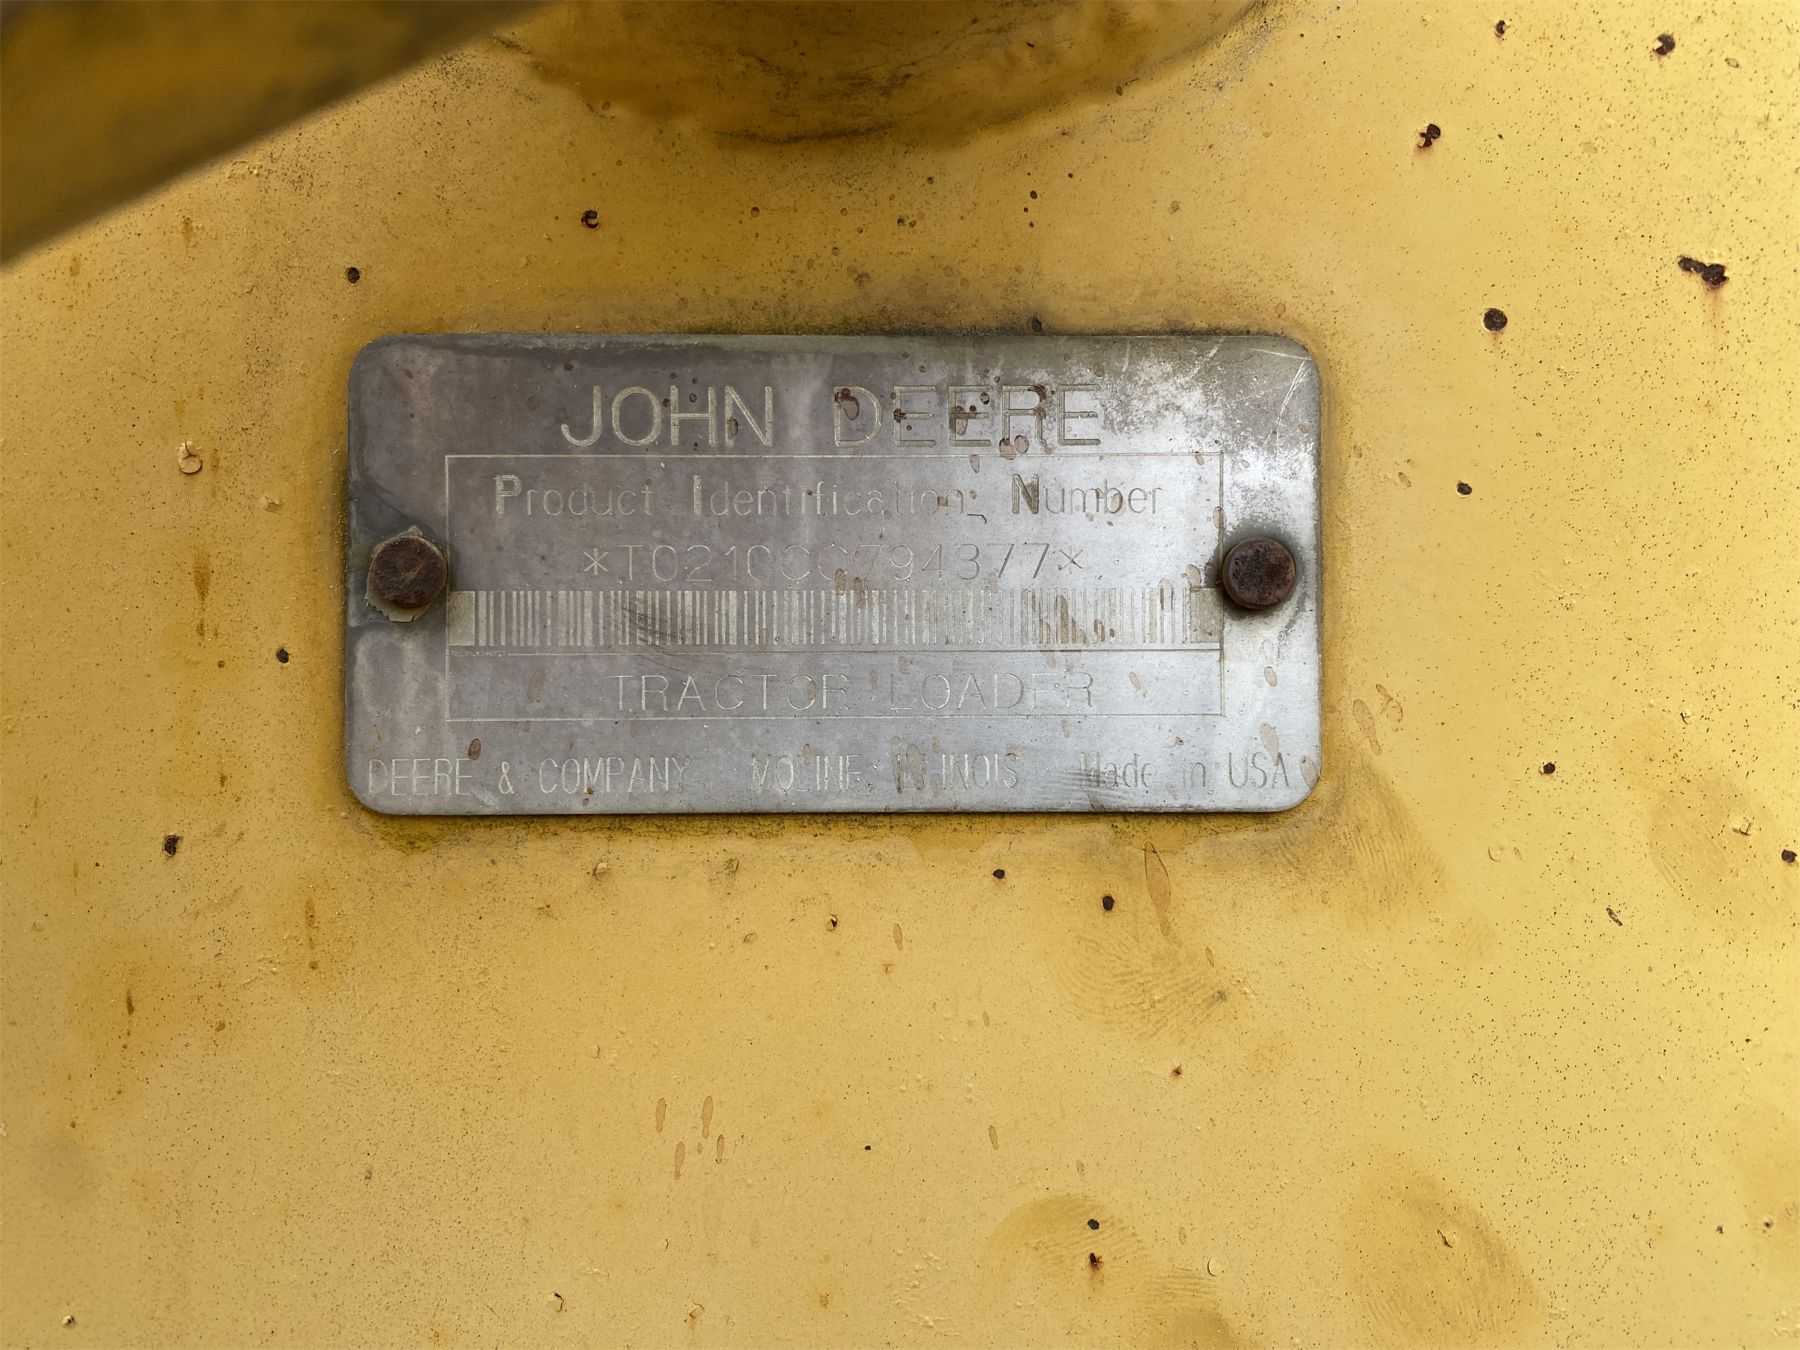 JOHN DEERE
Product Identification Number
*T0210CC794377*
TRACTOR LOADER
DEERE & COMPANY MOLINE ILLINOIS Made in USA